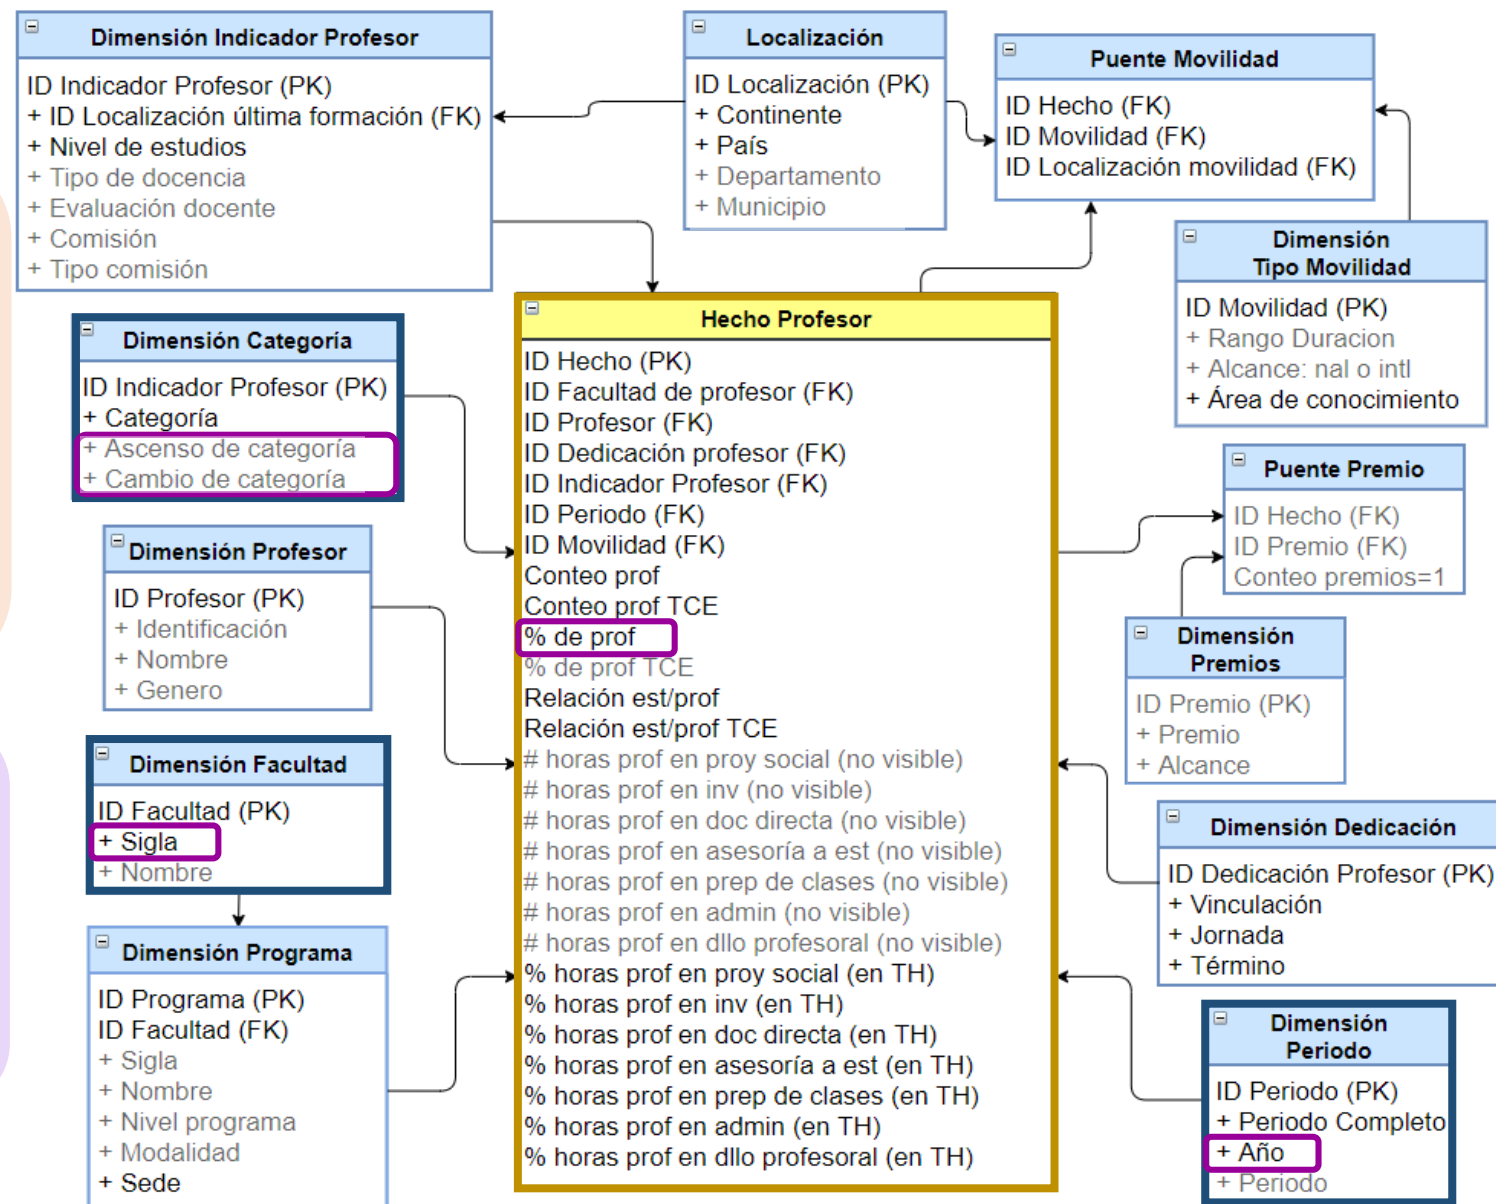 Dimensión Indicador Profesor
ID Indicador Profesor (PK)
+ ID Localización última formación (FK)
+ Nivel de estudios
+ Tipo de docencia
+ Evaluación docente
+ Comisión
+ Tipo comisión
Localización
ID Localización (PK)
+ Continente
+ País
+ Departamento
+ Municipio
Puente Movilidad
ID Hecho (FK)
ID Movilidad (FK)
ID Localización movilidad (FK)
Dimensión
Tipo Movilidad
ID Movilidad (PK)
+ Rango Duracion
+ Alcance: nal o intl
+ Área de conocimiento
Dimensión Categoría
ID Indicador Profesor (PK)
+ Categoría
+ Ascenso de categoría
+ Cambio de categoría
Dimensión Profesor
ID Profesor (PK)
+ Identificación
+ Nombre
+ Genero
Dimensión Facultad
ID Facultad (PK)
+ Sigla
+ Nombre
Dimensión Programa
ID Programa (PK)
ID Facultad (FK)
+ Sigla
+ Nombre
+ Nivel programa
+ Modalidad
+ Sede
Hecho Profesor
ID Hecho (PK)
ID Facultad de profesor (FK)
ID Profesor (FK)
ID Dedicación profesor (FK)
ID Indicador Profesor (FK)
ID Periodo (FK)
ID Movilidad (FK)
Conteo prof
Conteo prof TCE
% de prof
% de prof TCE
Relación est/prof
Relación est/prof TCE
# horas prof en proy social (no visible)
# horas prof en inv (no visible)
# horas prof en doc directa (no visible)
# horas prof en asesoría a est (no visible)
# horas prof en prep de clases (no visible)
# horas prof en admin (no visible)
# horas prof en dllo profesoral (no visible)
% horas prof en proy social (en TH)
% horas prof en inv (en TH)
% horas prof en doc directa (en TH)
% horas prof en asesoría a est (en TH)
% horas prof en prep de clases (en TH)
% horas prof en admin (en TH)
% horas prof en dllo profesoral (en TH)
Puente Premio
ID Hecho (FK)
ID Premio (FK)
Conteo premios=1
Dimensión
Premios
ID Premio (PK)
+ Premio
+ Alcance
Dimensión Dedicación
ID Dedicación Profesor (PK)
+ Vinculación
+ Jornada
+ Término
Dimensión
Periodo
ID Periodo (PK)
+ Periodo Completo
+ Año
+ Periodo